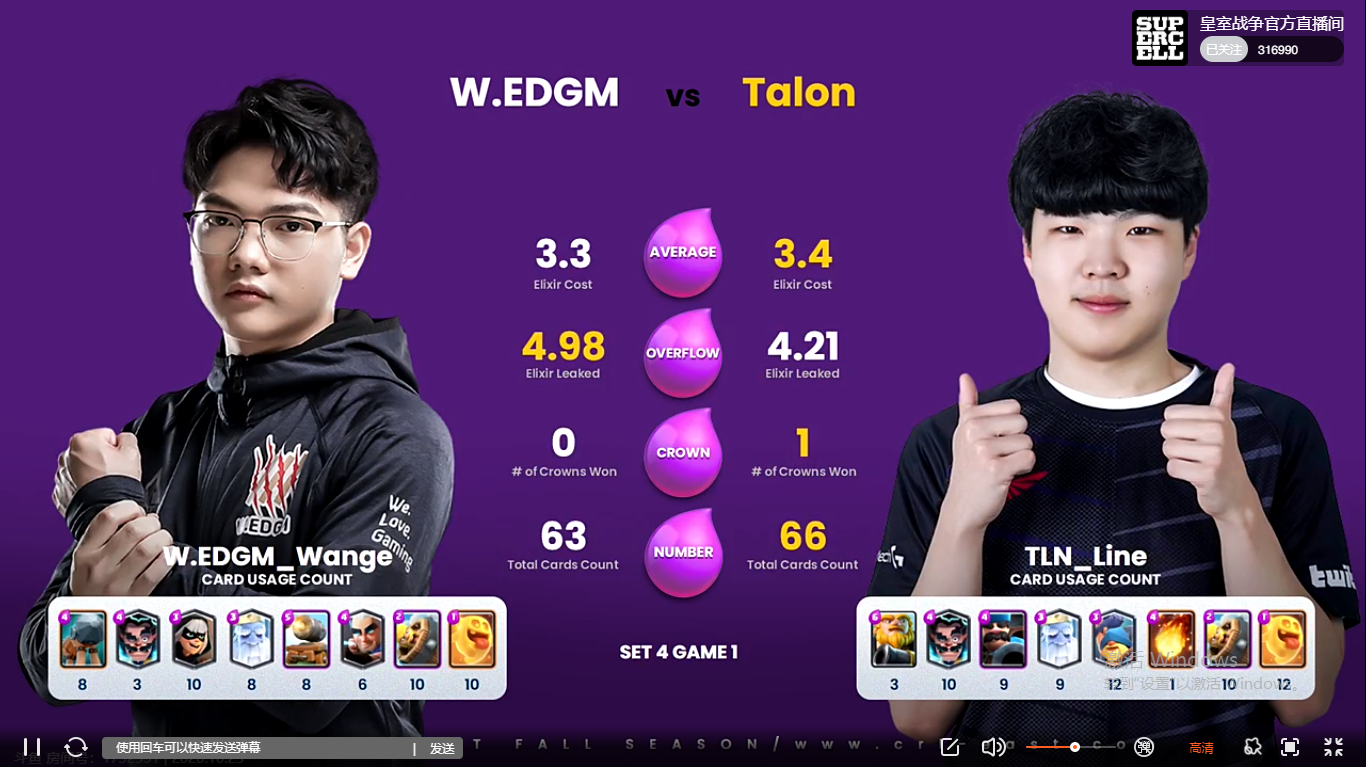 SUP
ERC
ELL
皇室战争官方直播间
已关注 316990
W.EDGM vs Talon
3.3 AVERAGE 3.4
Elixir Cost Elixir Cost
4.98 OVERFLOW 4.21
Elixir Leaked Elixir Leaked
0 CROWN 1
# of Crowns Won # of Crowns Won
63 NUMBER 66
Total Cards Count Total Cards Count
We.
Love.
Gaming
W.EDGM_Wange
CARD USAGE COUNT
4 4 3 3 5 4 2 1
8 3 10 8 8 6 10 10
SET 4 GAME 1
TLN_Line
CARD USAGE COUNT
6 4 4 3 3 4 2 1
3 10 9 9 12 1 10 12
激活 Windows
转到"设置"以激活 Windows。
T FALL SEASON/www.cr
使用回车可以快速发送弹幕 | 发送
弹
高清